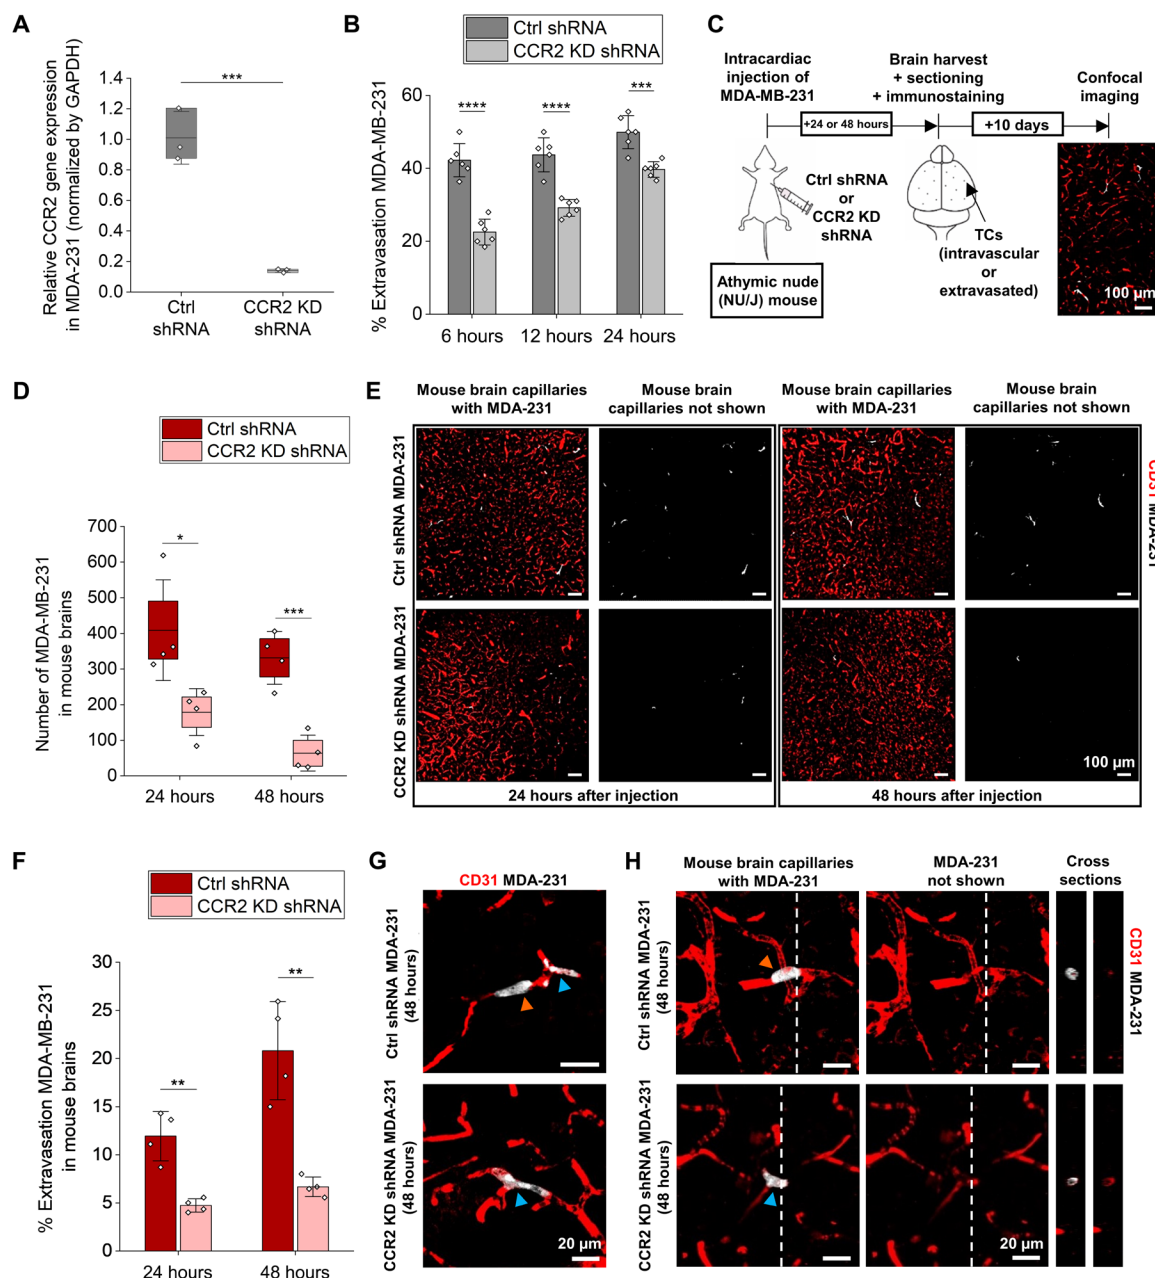 A
Relative CCR2 gene expression
in MDA-231 (normalized by GAPDH)
1.4
1.2
1.0
0.8
0.6
0.4
0.2
0.0
***
Ctrl
shRNA
CCR2 KD
shRNA
B
Ctrl shRNA
CCR2 KD shRNA
% Extravasation MDA-MB-231
60
40
20
0
****
****
***
6 hours
12 hours
24 hours
C
Intracardiac
injection of
MDA-MB-231
Brain harvest
+ sectioning
+ immunostaining
Confocal
imaging
+24 or 48 hours
+10 days
Ctrl shRNA
or
CCR2 KD
shRNA
TCs
(intravascular
or
extravasated)
Athymic nude
(NU/J) mouse
100 µm
D
Ctrl shRNA
CCR2 KD shRNA
Number of MDA-MB-231
in mouse brains
700
600
500
400
300
200
100
0
*
***
24 hours
48 hours
E
Mouse brain capillaries
with MDA-231
Mouse brain
capillaries not shown
Mouse brain capillaries
with MDA-231
Mouse brain
capillaries not shown
Ctrl shRNA MDA-231
CCR2 KD shRNA MDA-231
CD31 MDA-231
100 µm
24 hours after injection
48 hours after injection
F
Ctrl shRNA
CCR2 KD shRNA
% Extravasation MDA-MB-231
in mouse brains
30
25
20
15
10
5
0
**
**
24 hours
48 hours
G
CD31 MDA-231
Ctrl shRNA MDA-231
(48 hours)
CCR2 KD shRNA MDA-231
(48 hours)
20 µm
H
Mouse brain capillaries
with MDA-231
MDA-231
not shown
Cross
sections
Ctrl shRNA MDA-231
(48 hours)
CCR2 KD shRNA MDA-231
(48 hours)
CD31 MDA-231
20 µm